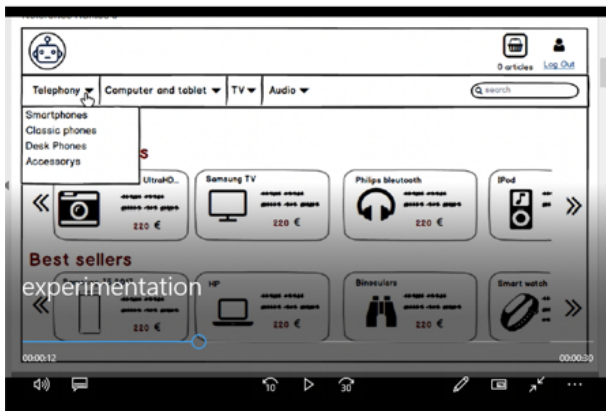 0 articles Log Out
Telephony Computer and tablet TV Audio search
Smartphones
Classic phones
Desk Phones
Accessorys
s
UltraHD... Samsung TV Philips bleutooth iPod
220 € 220 € 220 €
Best sellers
HP Binoculars Smart watch
experimentation
220 € 220 € 220 €
00:00:12 00:00:30
10 30